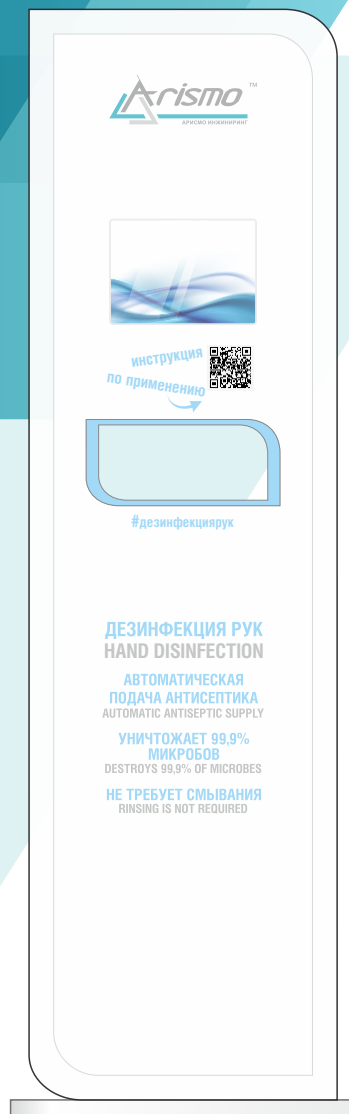 Arismo ™
АРИСМО ИНЖИНИРИНГ
инструкция
по применению
#дезинфекциярук
ДЕЗИНФЕКЦИЯ РУК
HAND DISINFECTION
АВТОМАТИЧЕСКАЯ
ПОДАЧА АНТИСЕПТИКА
AUTOMATIC ANTISEPTIC SUPPLY
УНИЧТОЖАЕТ 99,9%
МИКРОБОВ
DESTROYS 99,9% OF MICROBES
НЕ ТРЕБУЕТ СМЫВАНИЯ
RINSING IS NOT REQUIRED